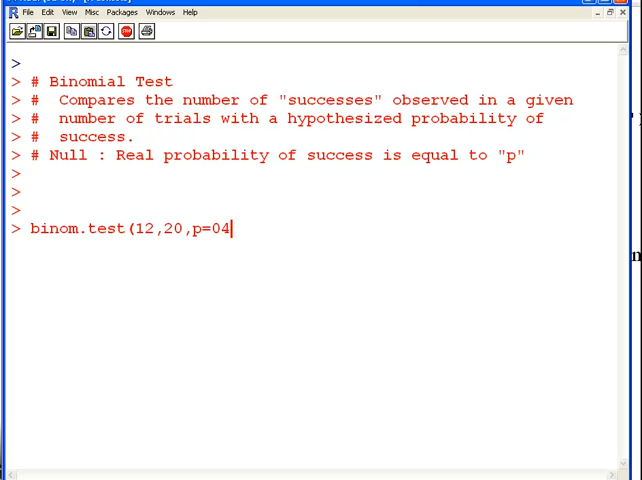 File Edit View Misc Packages Windows Help
>
> # Binomial Test
> #  Compares the number of "successes" observed in a given
> #  number of trials with a hypothesized probability of
> #  success.
> # Null : Real probability of success is equal to "p"
>
>
>
> binom.test(12,20,p=04